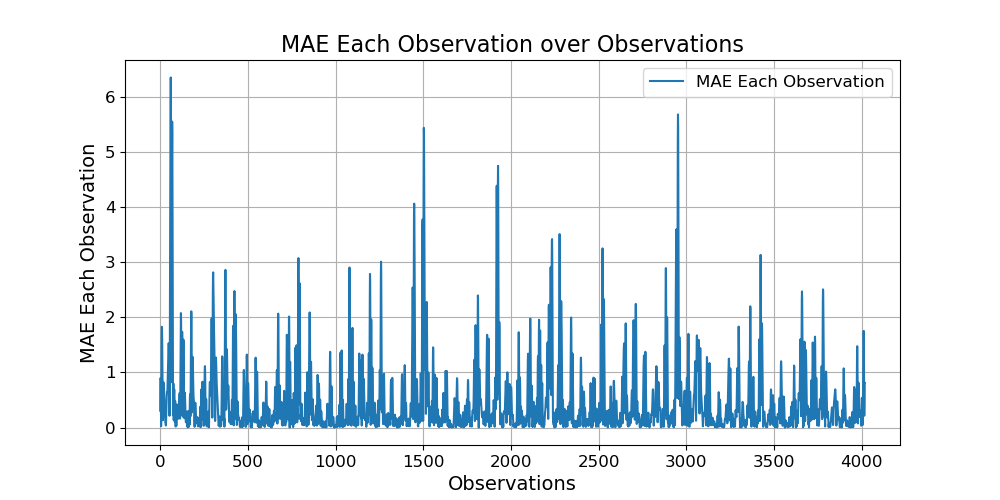 MAE Each Observation over Observations
MAE Each Observation
MAE Each Observation
6
5
4
3
2
1
0
0 500 1000 1500 2000 2500 3000 3500 4000
Observations